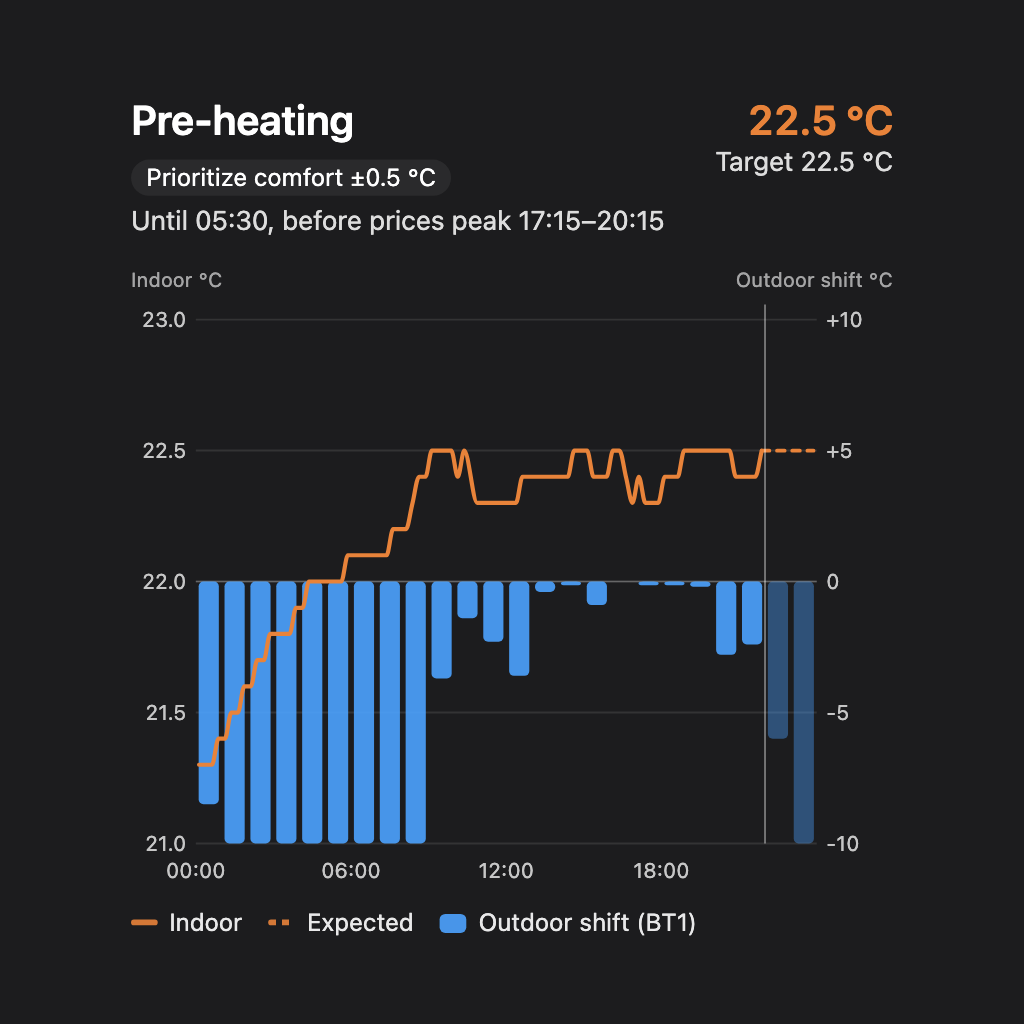 Pre-heating
22.5 °C
Target 22.5 °C
Prioritize comfort ±0.5 °C
Until 05:30, before prices peak 17:15–20:15
Indoor °C
Outdoor shift °C
23.0
+10
22.5
+5
22.0
0
21.5
-5
21.0
-10
00:00
06:00
12:00
18:00
Indoor
Expected
Outdoor shift (BT1)